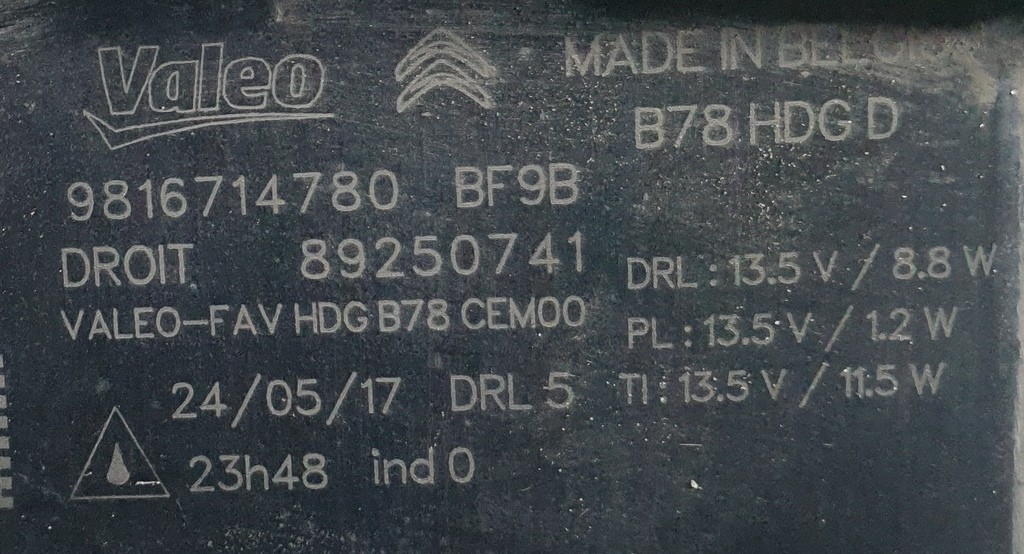 Valeo
MADE IN BELGIUM
B78 HDG D
9816714780 BF9B
DROIT 89250741
VALEO-FAV HDG B78 CEM00
DRL : 13.5 V / 8.8 W
PL : 13.5 V / 1.2 W
TI : 13.5 V / 11.5 W
24/05/17 DRL 5
23h48 ind 0